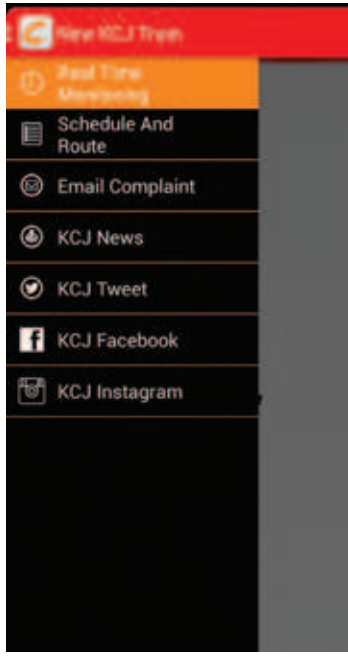 New KCJ Train
Real Time
Monitoring
Schedule And
Route
Email Complaint
KCJ News
KCJ Tweet
KCJ Facebook
KCJ Instagram